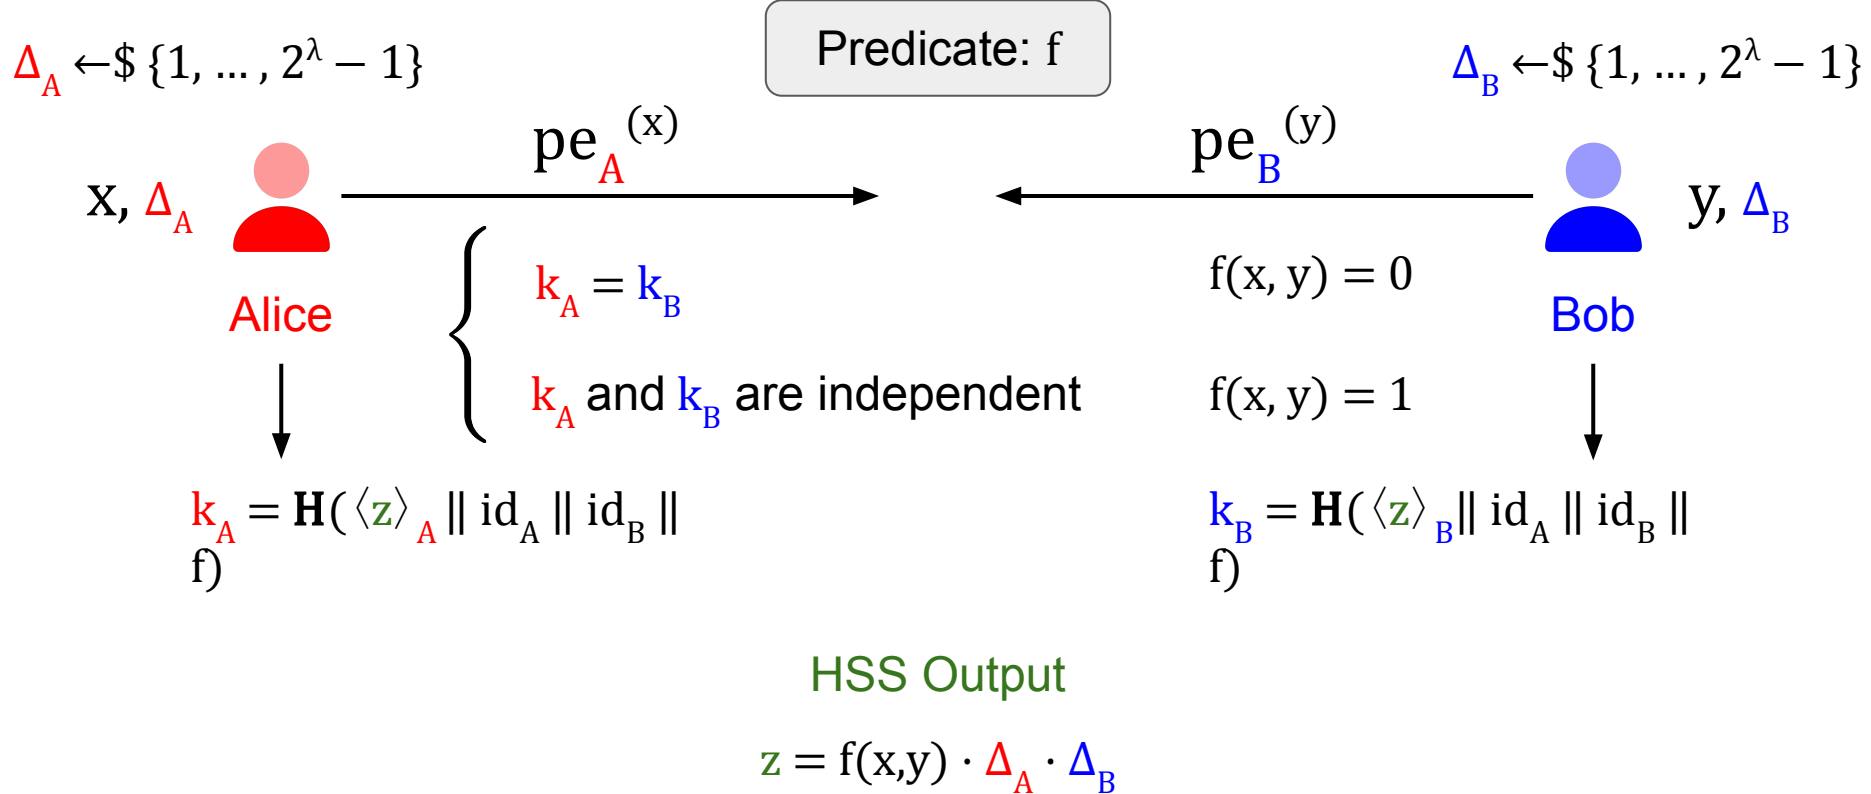 Predicate: f
Δ_A ←$ {1, ... , 2^λ − 1}
Δ_B ←$ {1, ... , 2^λ − 1}
pe_A^(x)
pe_B^(y)
x, Δ_A
y, Δ_B
Alice
Bob
k_A = k_B
f(x, y) = 0
k_A and k_B are independent
f(x, y) = 1
k_A = H(⟨z⟩_A ‖ id_A ‖ id_B ‖
f)
k_B = H(⟨z⟩_B ‖ id_A ‖ id_B ‖
f)
HSS Output
z = f(x,y) · Δ_A · Δ_B